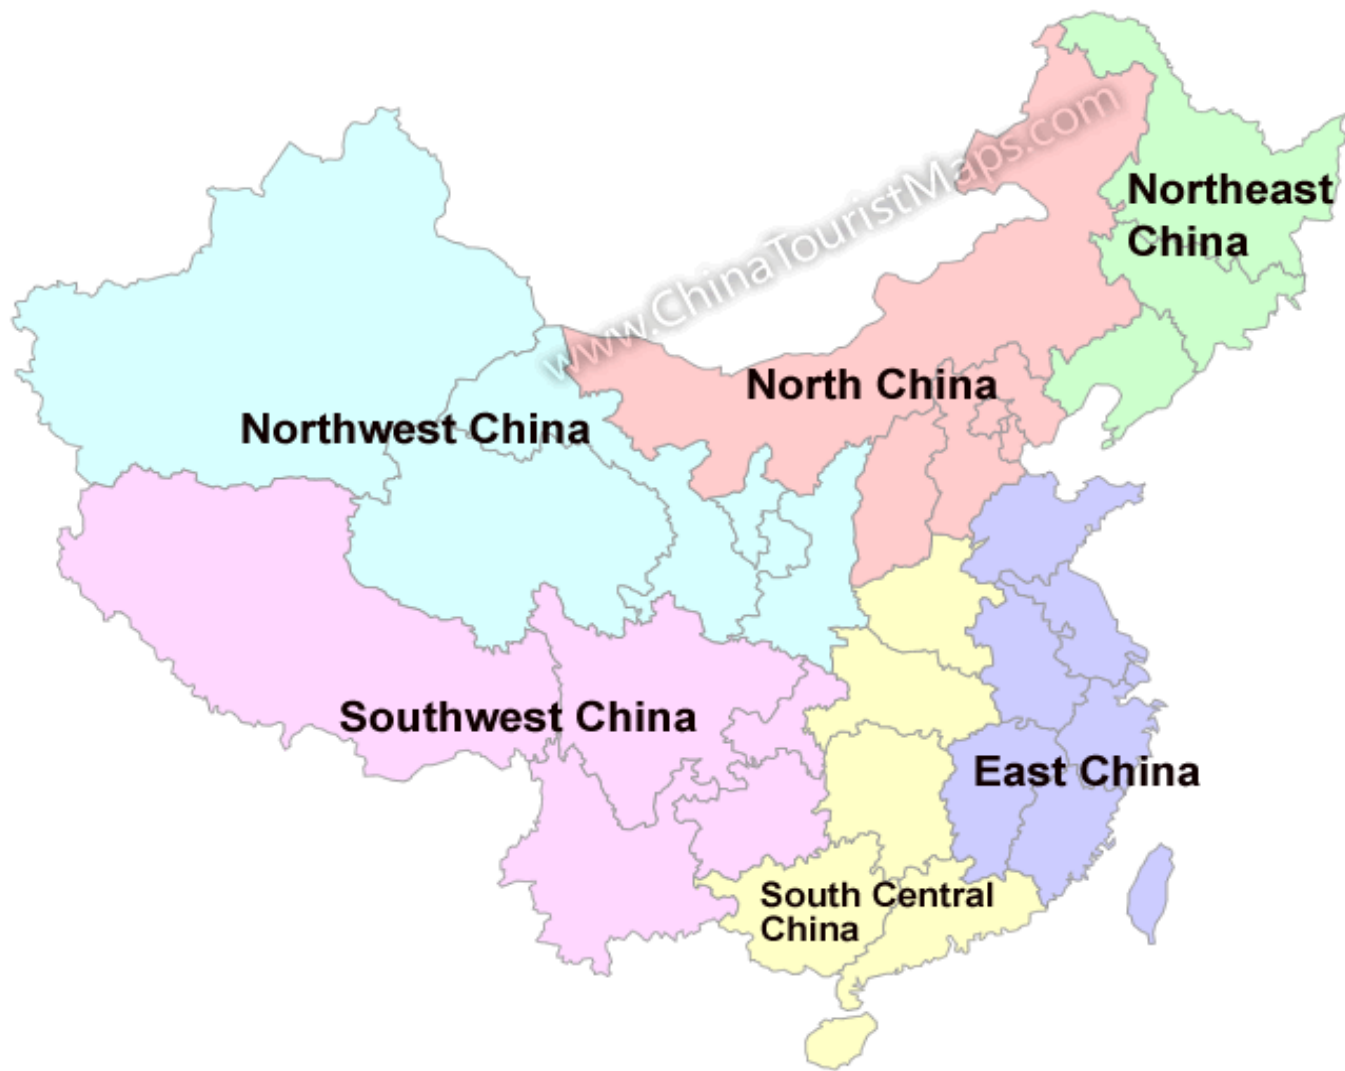 www.ChinaTouristMaps.com
Northeast
China
North China
Northwest China
Southwest China
East China
South Central
China